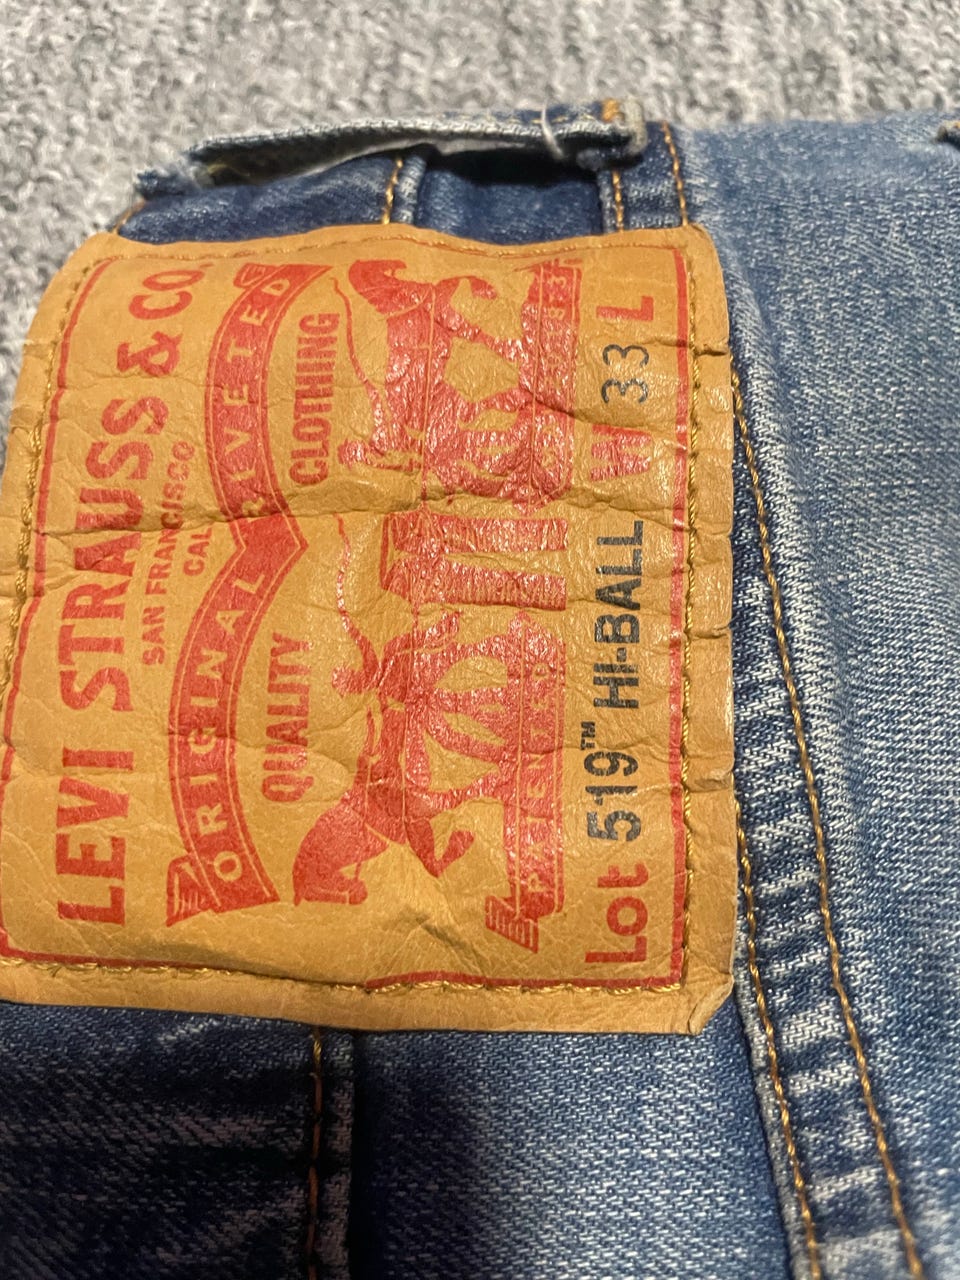 LEVI STRAUSS & CO.
SAN FRANCISCO
CAL
ORIGINAL RIVETED
QUALITY CLOTHING
Lot 519™ HI-BALL W 33 L